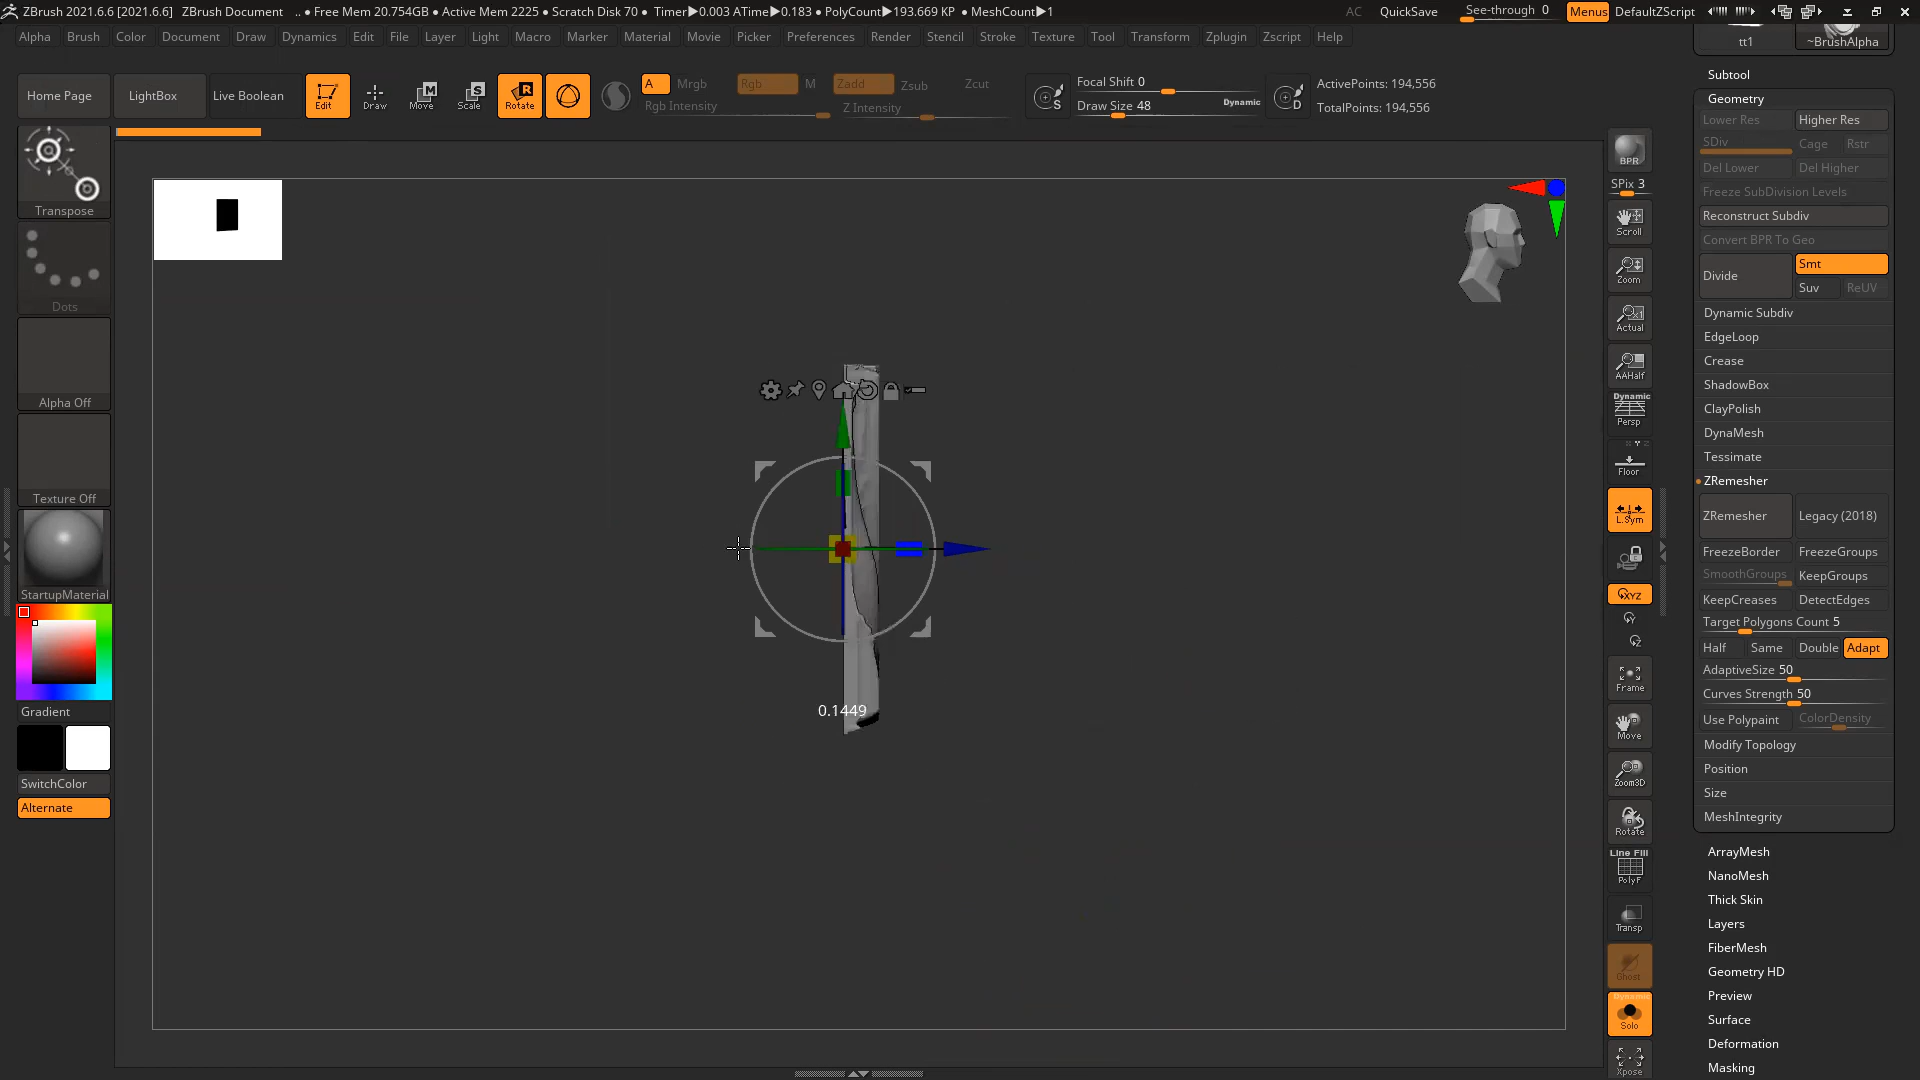 ZBrush 2021.6.6 [2021.6.6] ZBrush Document .. • Free Mem 20.754GB • Active Mem 2225 • Scratch Disk 70 • Timer▶0.003 ATime▶0.183 • PolyCount▶193.669 KP • MeshCount▶1 AC QuickSave See-through 0 Menus DefaultZScript
Alpha Brush Color Document Draw Dynamics Edit File Layer Light Macro Marker Material Movie Picker Preferences Render Stencil Stroke Texture Tool Transform Zplugin Zscript Help
Home Page LightBox Live Boolean Edit Draw Move Scale Rotate
A Mrgb Rgb M Zadd Zsub Zcut
Rgb Intensity Z Intensity
S Focal Shift 0
Draw Size 48 Dynamic
D ActivePoints: 194,556
TotalPoints: 194,556
Transpose
Dots
Alpha Off
Texture Off
StartupMaterial
Gradient
SwitchColor
Alternate
0.1449
BPR
SPix 3
Scroll
Zoom
Actual
AAHalf
Dynamic
Persp
Floor
L.Sym
XYZ
Frame
Move
Zoom3D
Rotate
Line Fill
PolyF
Transp
Ghost
Dynamic
Solo
Xpose
tt1 ~BrushAlpha
Subtool
Geometry
Lower Res Higher Res
SDiv Cage Rstr
Del Lower Del Higher
Freeze SubDivision Levels
Reconstruct Subdiv
Convert BPR To Geo
Divide Smt
Suv ReUV
Dynamic Subdiv
EdgeLoop
Crease
ShadowBox
ClayPolish
DynaMesh
Tessimate
ZRemesher
ZRemesher Legacy (2018)
FreezeBorder FreezeGroups
SmoothGroups KeepGroups
KeepCreases DetectEdges
Target Polygons Count 5
Half Same Double Adapt
AdaptiveSize 50
Curves Strength 50
Use Polypaint ColorDensity
Modify Topology
Position
Size
MeshIntegrity
ArrayMesh
NanoMesh
Thick Skin
Layers
FiberMesh
Geometry HD
Preview
Surface
Deformation
Masking